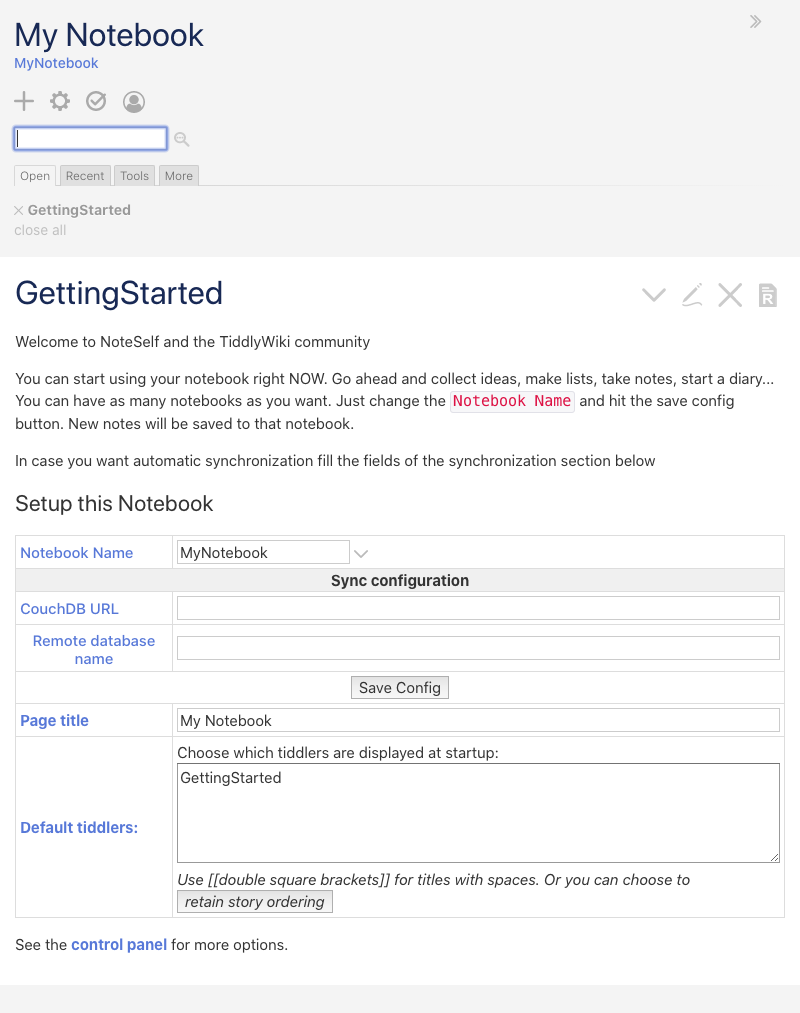 My Notebook
MyNotebook
Open Recent Tools More
GettingStarted
close all
GettingStarted
Welcome to NoteSelf and the TiddlyWiki community
You can start using your notebook right NOW. Go ahead and collect ideas, make lists, take notes, start a diary...
You can have as many notebooks as you want. Just change the Notebook Name and hit the save config
button. New notes will be saved to that notebook.
In case you want automatic synchronization fill the fields of the synchronization section below
Setup this Notebook
Notebook Name MyNotebook
Sync configuration
CouchDB URL
Remote database
name
Save Config
Page title My Notebook
Choose which tiddlers are displayed at startup:
GettingStarted
Default tiddlers:
Use [[double square brackets]] for titles with spaces. Or you can choose to
retain story ordering
See the control panel for more options.